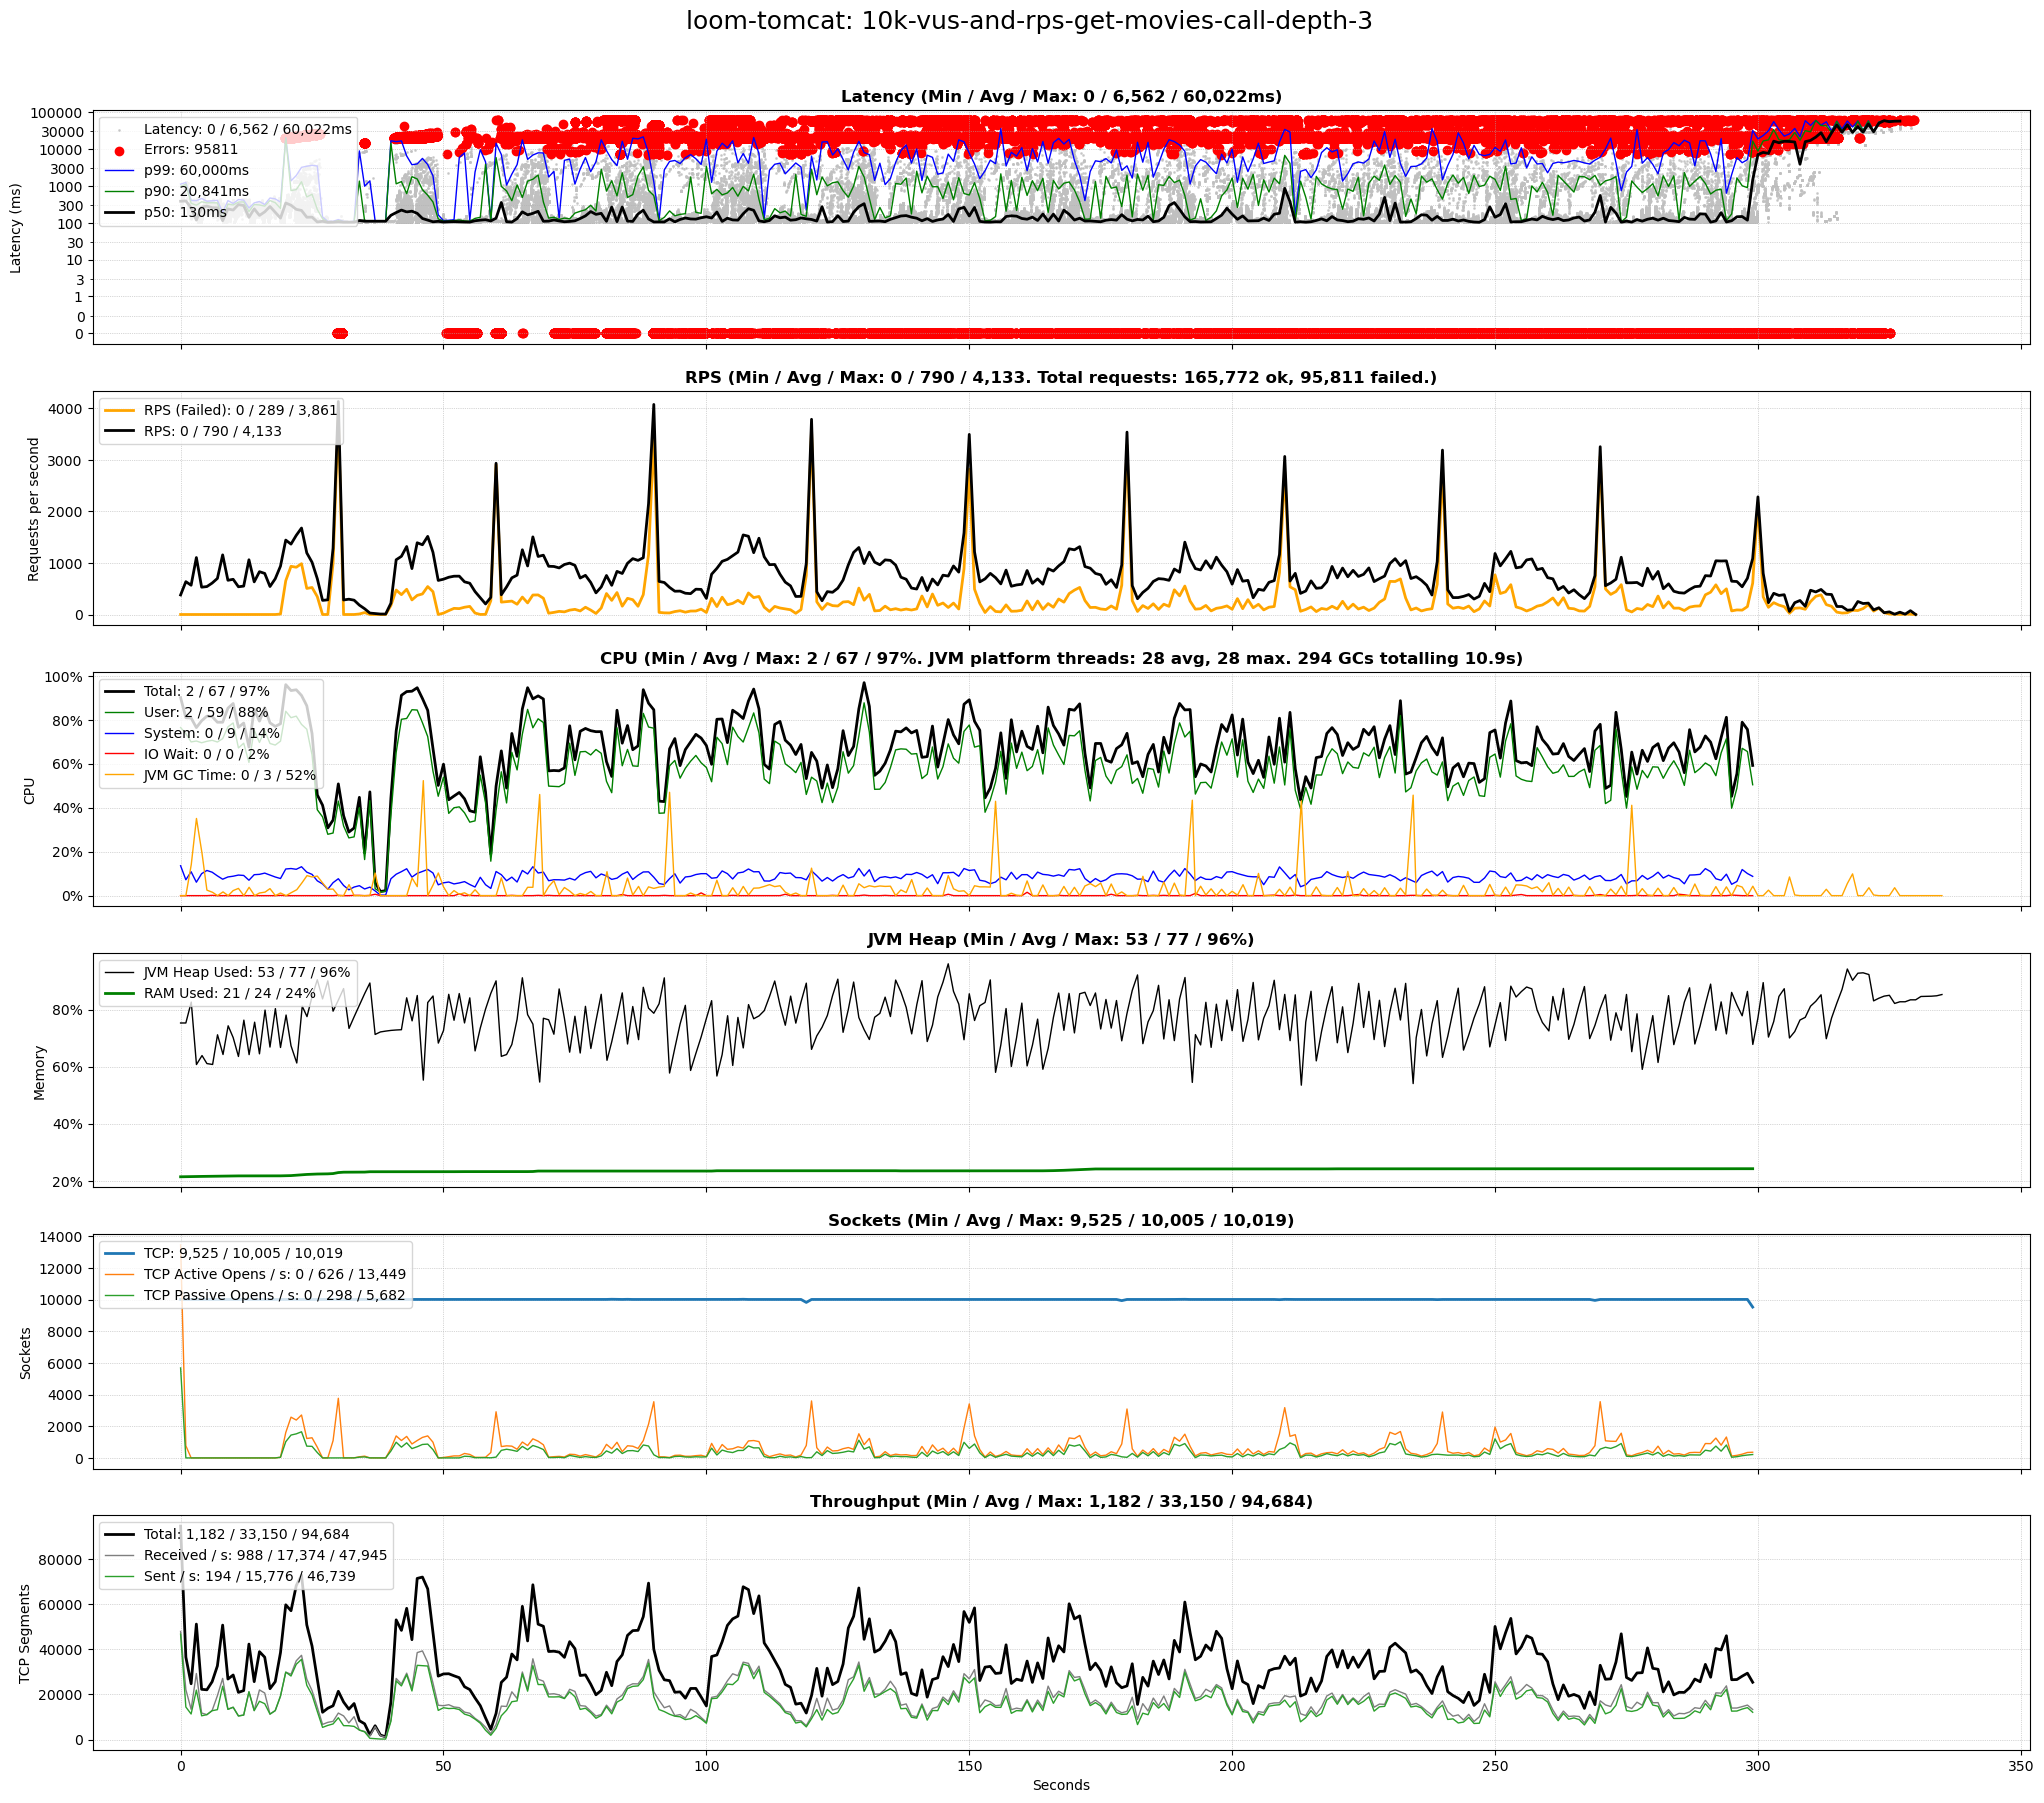 loom-tomcat: 10k-vus-and-rps-get-movies-call-depth-3
Latency (Min / Avg / Max: 0 / 6,562 / 60,022ms)
Latency (ms)
100000
30000
10000
3000
1000
300
100
30
10
3
1
0
0
Latency: 0 / 6,562 / 60,022ms
Errors: 95811
p99: 60,000ms
p90: 20,841ms
p50: 130ms
RPS (Min / Avg / Max: 0 / 790 / 4,133. Total requests: 165,772 ok, 95,811 failed.)
Requests per second
4000
3000
2000
1000
0
RPS (Failed): 0 / 289 / 3,861
RPS: 0 / 790 / 4,133
CPU (Min / Avg / Max: 2 / 67 / 97%. JVM platform threads: 28 avg, 28 max. 294 GCs totalling 10.9s)
CPU
100%
80%
60%
40%
20%
0%
Total: 2 / 67 / 97%
User: 2 / 59 / 88%
System: 0 / 9 / 14%
IO Wait: 0 / 0 / 2%
JVM GC Time: 0 / 3 / 52%
JVM Heap (Min / Avg / Max: 53 / 77 / 96%)
Memory
80%
60%
40%
20%
JVM Heap Used: 53 / 77 / 96%
RAM Used: 21 / 24 / 24%
Sockets (Min / Avg / Max: 9,525 / 10,005 / 10,019)
Sockets
14000
12000
10000
8000
6000
4000
2000
0
TCP: 9,525 / 10,005 / 10,019
TCP Active Opens / s: 0 / 626 / 13,449
TCP Passive Opens / s: 0 / 298 / 5,682
Throughput (Min / Avg / Max: 1,182 / 33,150 / 94,684)
TCP Segments
80000
60000
40000
20000
0
Total: 1,182 / 33,150 / 94,684
Received / s: 988 / 17,374 / 47,945
Sent / s: 194 / 15,776 / 46,739
0 50 100 150 200 250 300 350
Seconds